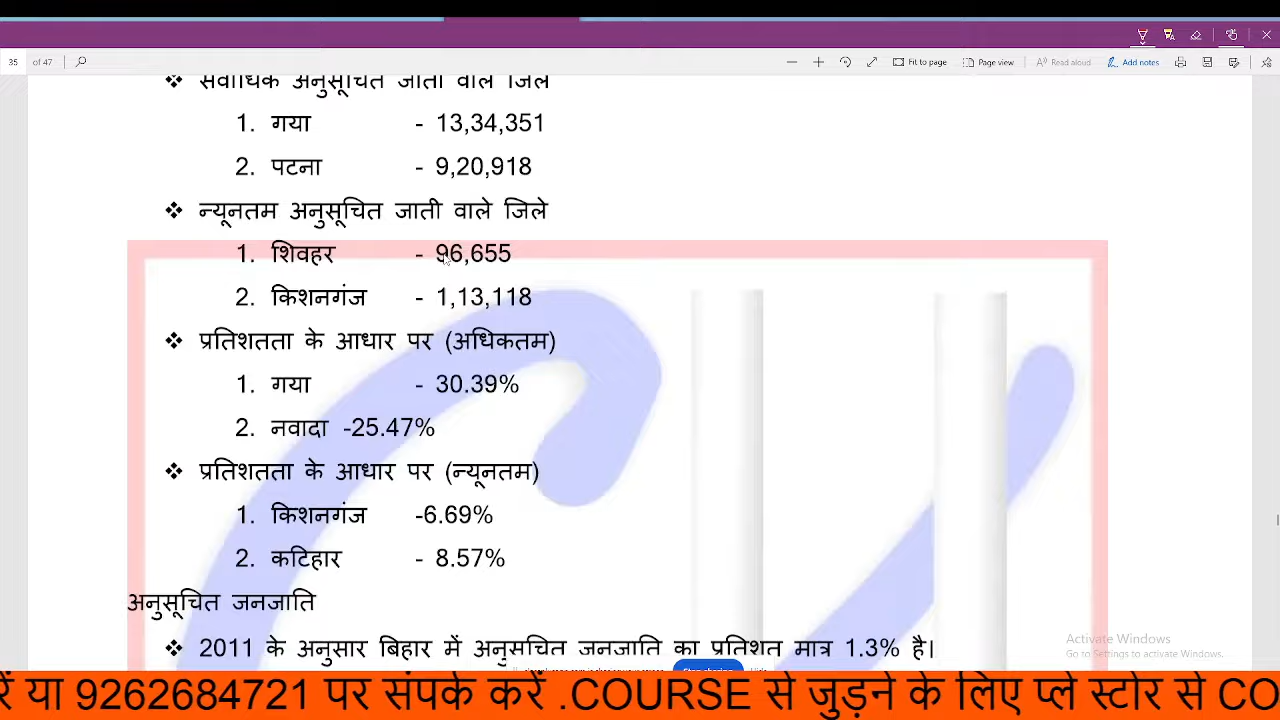 35 of 47
Fit to page
Page view
Read aloud
Add notes
❖ सर्वाधिक अनुसूचित जाती वाले जिले
1. गया - 13,34,351
2. पटना - 9,20,918
❖ न्यूनतम अनुसूचित जाती वाले जिले
1. शिवहर - 96,655
2. किशनगंज - 1,13,118
❖ प्रतिशतता के आधार पर (अधिकतम)
1. गया - 30.39%
2. नवादा -25.47%
❖ प्रतिशतता के आधार पर (न्यूनतम)
1. किशनगंज -6.69%
2. कटिहार - 8.57%
अनुसूचित जनजाति
❖ 2011 के अनुसार बिहार में अनुसूचित जनजाति का प्रतिशत मात्र 1.3% है।
Activate Windows
Go to Settings to activate Windows.
रें या 9262684721 पर संपर्क करें .COURSE से जुड़ने के लिए प्ले स्टोर से CO